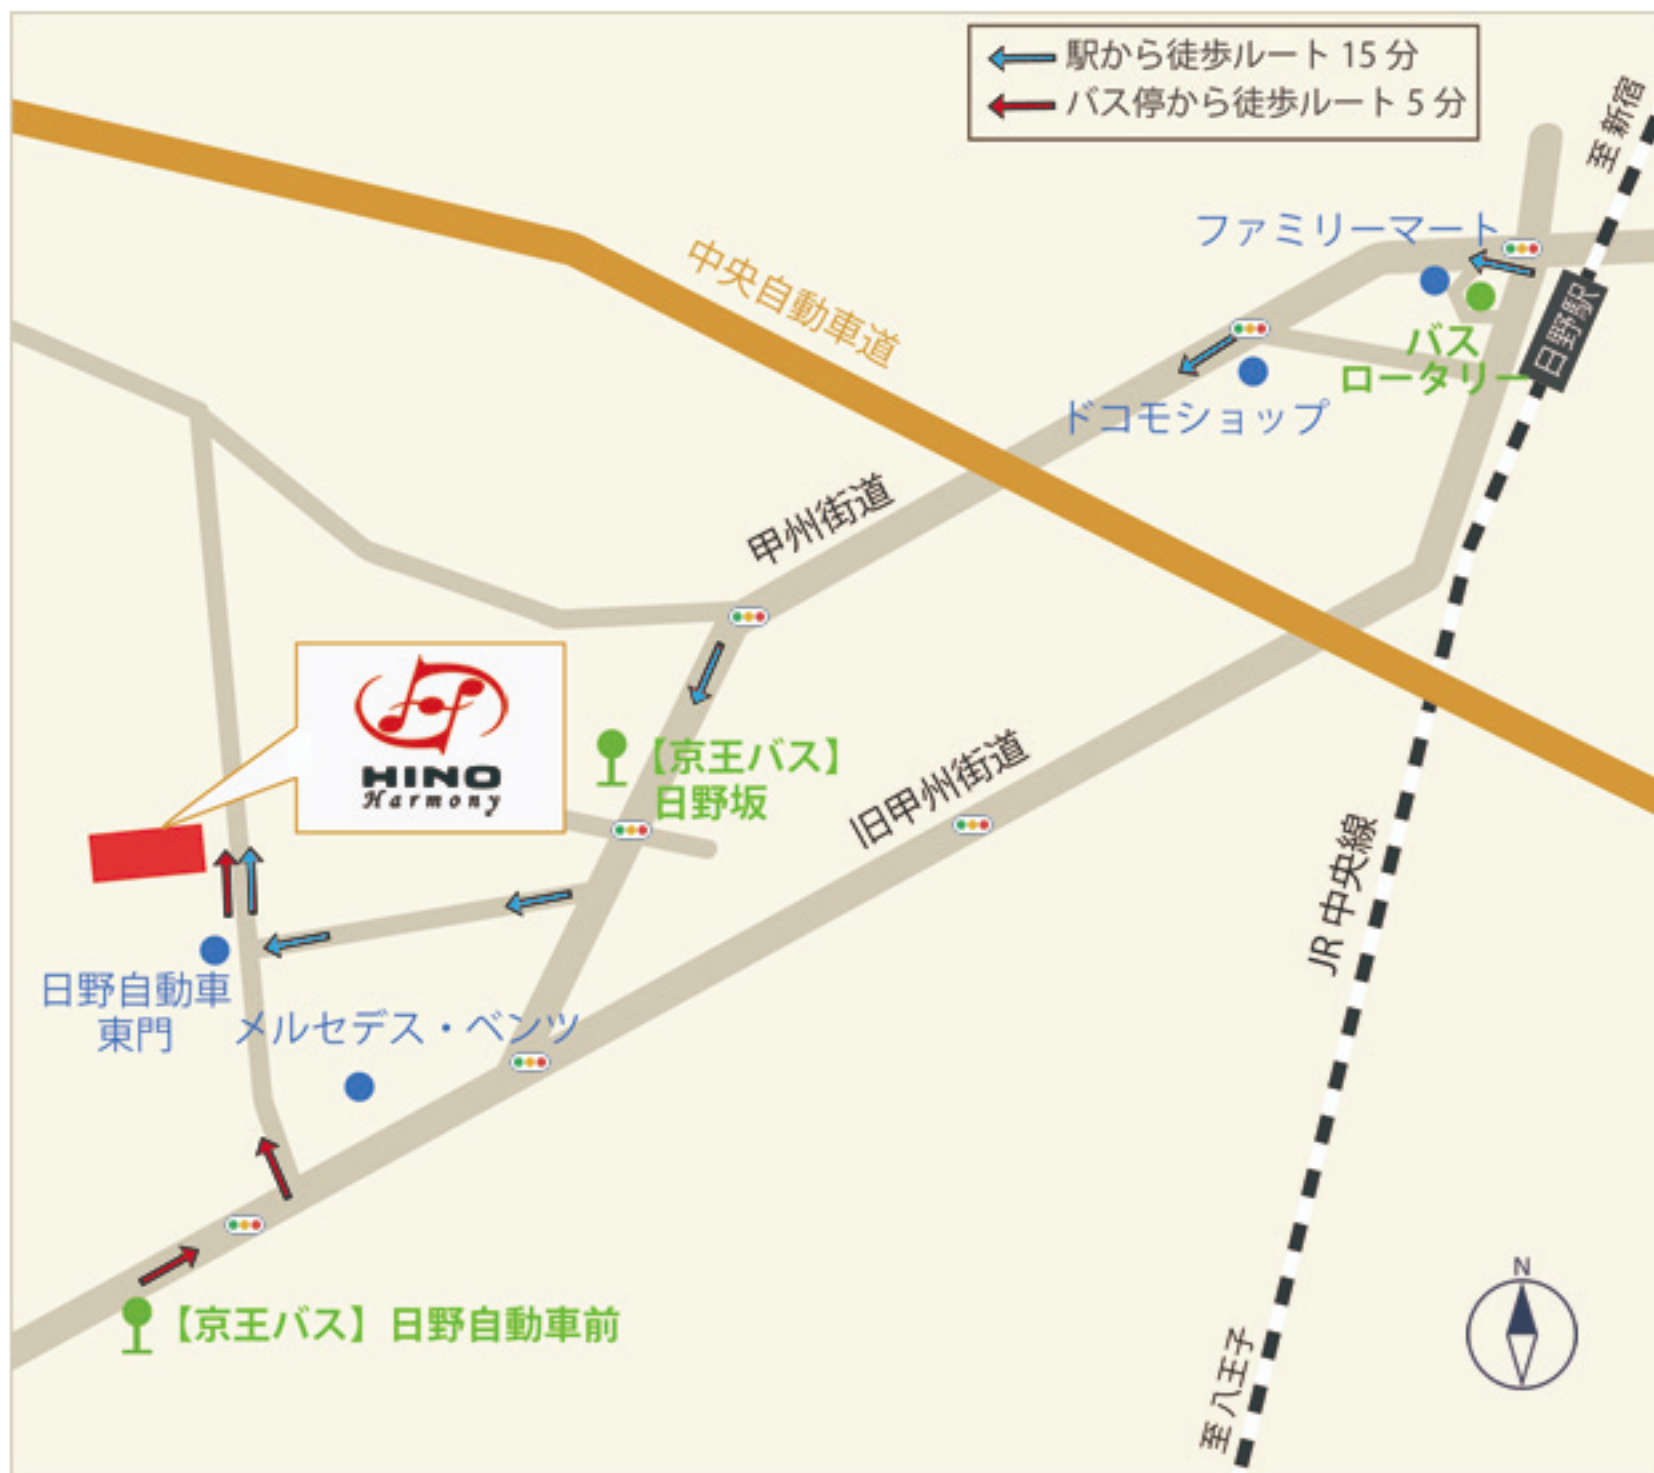 駅から徒歩ルート 15 分
バス停から徒歩ルート 5 分
至 新宿
ファミリーマート
中央自動車道
日野駅
バス
ロータリー
ドコモショップ
甲州街道
HINO
Harmony
【京王バス】
日野坂
旧甲州街道
JR 中央線
日野自動車
東門
メルセデス・ベンツ
N
【京王バス】日野自動車前
至 八王子